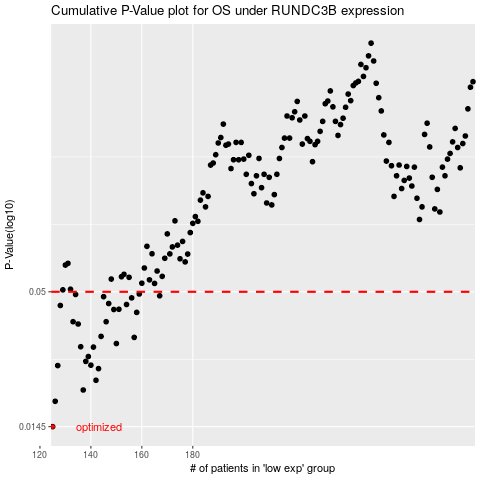 Cumulative P-Value plot for OS under RUNDC3B expression
P-Value(log10)
0.05
0.0145
optimized
120 140 160 180
# of patients in 'low exp' group